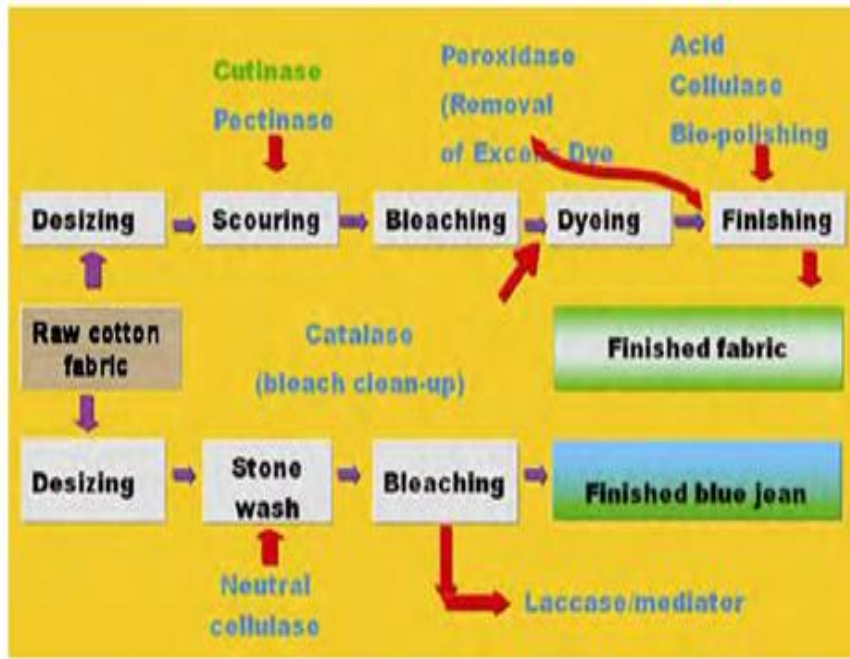 Cutinase
Pectinase
Peroxidase
(Removal
of Excess Dye
Acid
Cellulase
Bio-polishing
Desizing
Scouring
Bleaching
Dyeing
Finishing
Raw cotton
fabric
Catalase
(bleach clean-up)
Finished fabric
Desizing
Stone
wash
Bleaching
Finished blue jean
Neutral
cellulase
Laccase/mediator